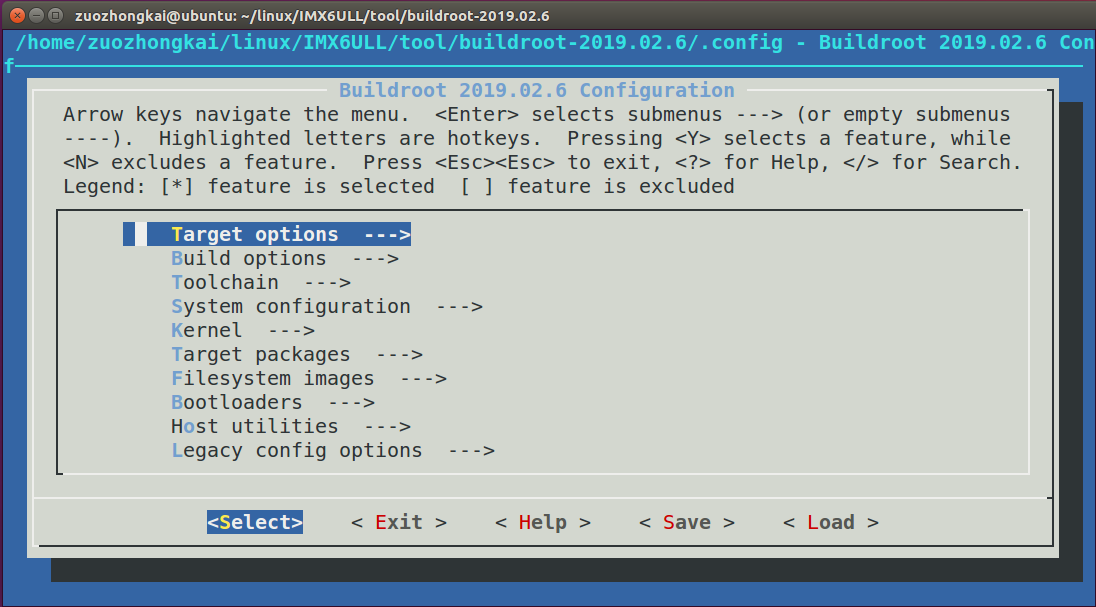 zuozhongkai@ubuntu: ~/linux/IMX6ULL/tool/buildroot-2019.02.6
/home/zuozhongkai/linux/IMX6ULL/tool/buildroot-2019.02.6/.config - Buildroot 2019.02.6 Con
f
Buildroot 2019.02.6 Configuration
Arrow keys navigate the menu.  <Enter> selects submenus ---> (or empty submenus
----).  Highlighted letters are hotkeys.  Pressing <Y> selects a feature, while
<N> excludes a feature.  Press <Esc><Esc> to exit, <?> for Help, </> for Search.
Legend: [*] feature is selected  [ ] feature is excluded
Target options  --->
Build options  --->
Toolchain  --->
System configuration  --->
Kernel  --->
Target packages  --->
Filesystem images  --->
Bootloaders  --->
Host utilities  --->
Legacy config options  --->
<Select>    < Exit >    < Help >    < Save >    < Load >